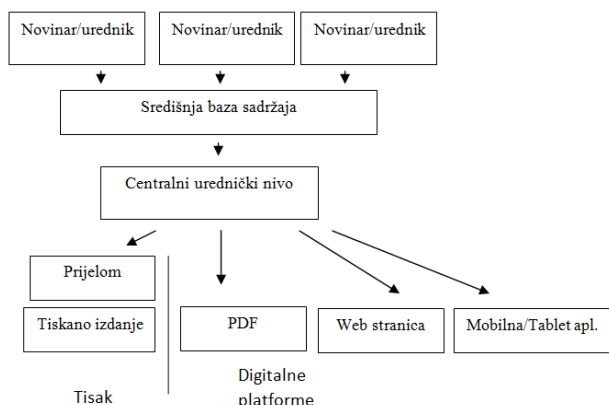 Novinar/urednik
Novinar/urednik
Novinar/urednik
Središnja baza sadržaja
Centralni urednički nivo
Prijelom
Tiskano izdanje
PDF
Web stranica
Mobilna/Tablet apl.
Tisak
Digitalne
platforme